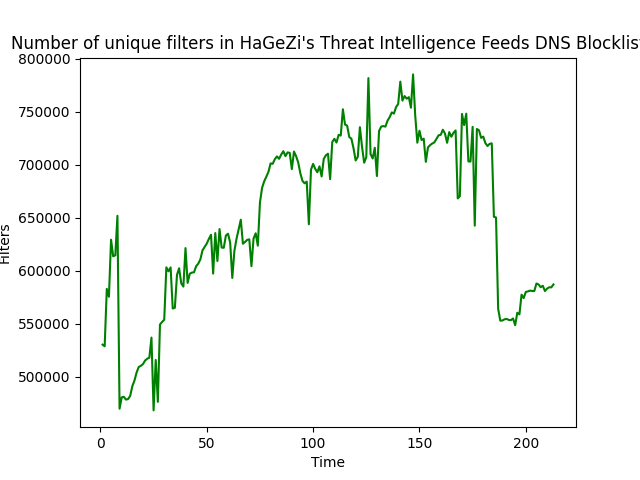 Number of unique filters in HaGeZi's Threat Intelligence Feeds DNS Blocklis
800000
750000
700000
650000
600000
550000
500000
Filters
0 50 100 150 200
Time